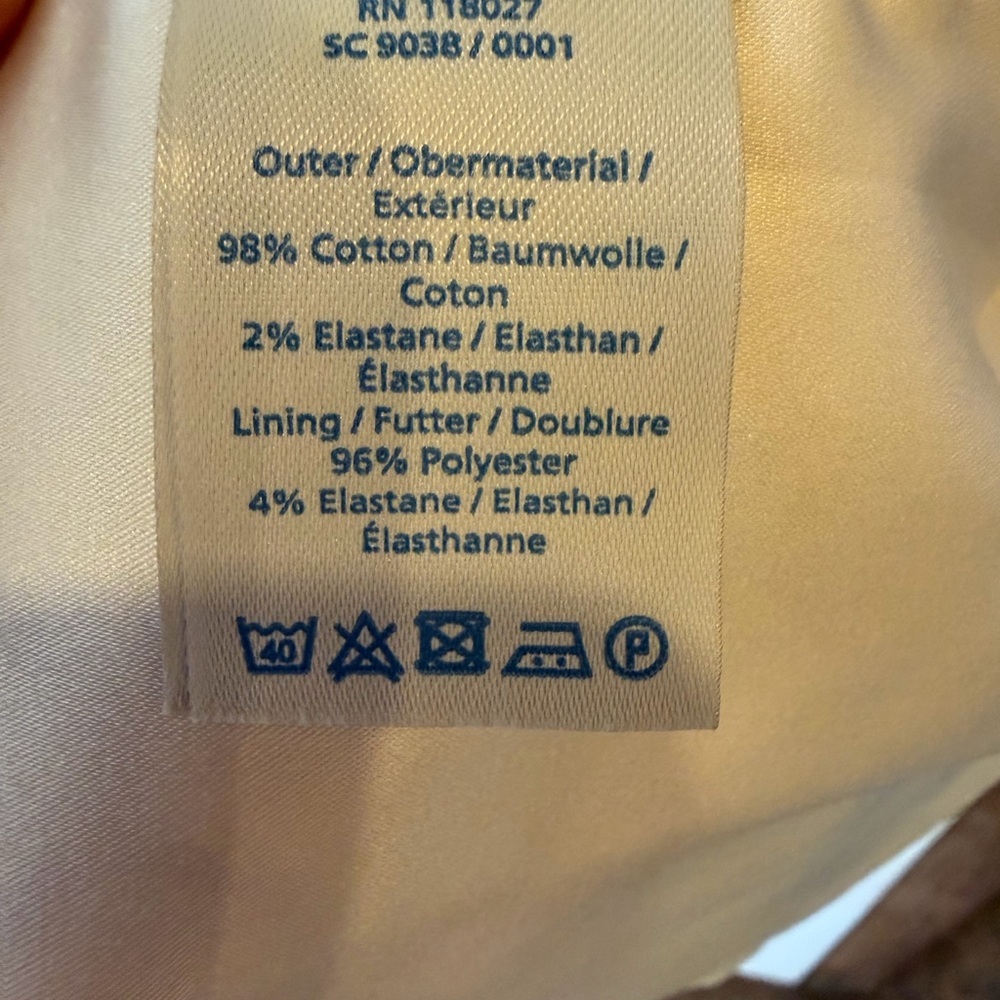 RN 118027
SC 9038 / 0001
Outer / Obermaterial /
Extérieur
98% Cotton / Baumwolle /
Coton
2% Elastane / Elasthan /
Élasthanne
Lining / Futter / Doublure
96% Polyester
4% Elastane / Elasthan /
Élasthanne
40 P